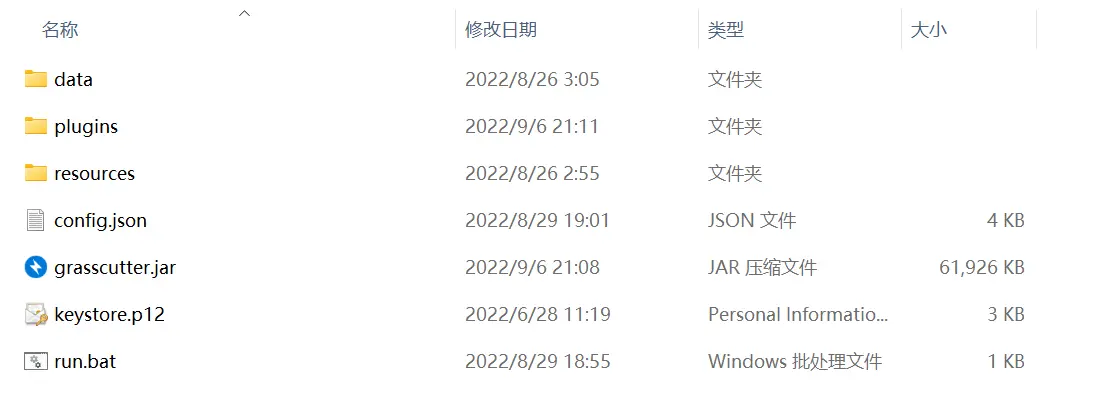 名称 修改日期 类型 大小
data 2022/8/26 3:05 文件夹
plugins 2022/9/6 21:11 文件夹
resources 2022/8/26 2:55 文件夹
config.json 2022/8/29 19:01 JSON 文件 4 KB
grasscutter.jar 2022/9/6 21:08 JAR 压缩文件 61,926 KB
keystore.p12 2022/6/28 11:19 Personal Informatio... 3 KB
run.bat 2022/8/29 18:55 Windows 批处理文件 1 KB